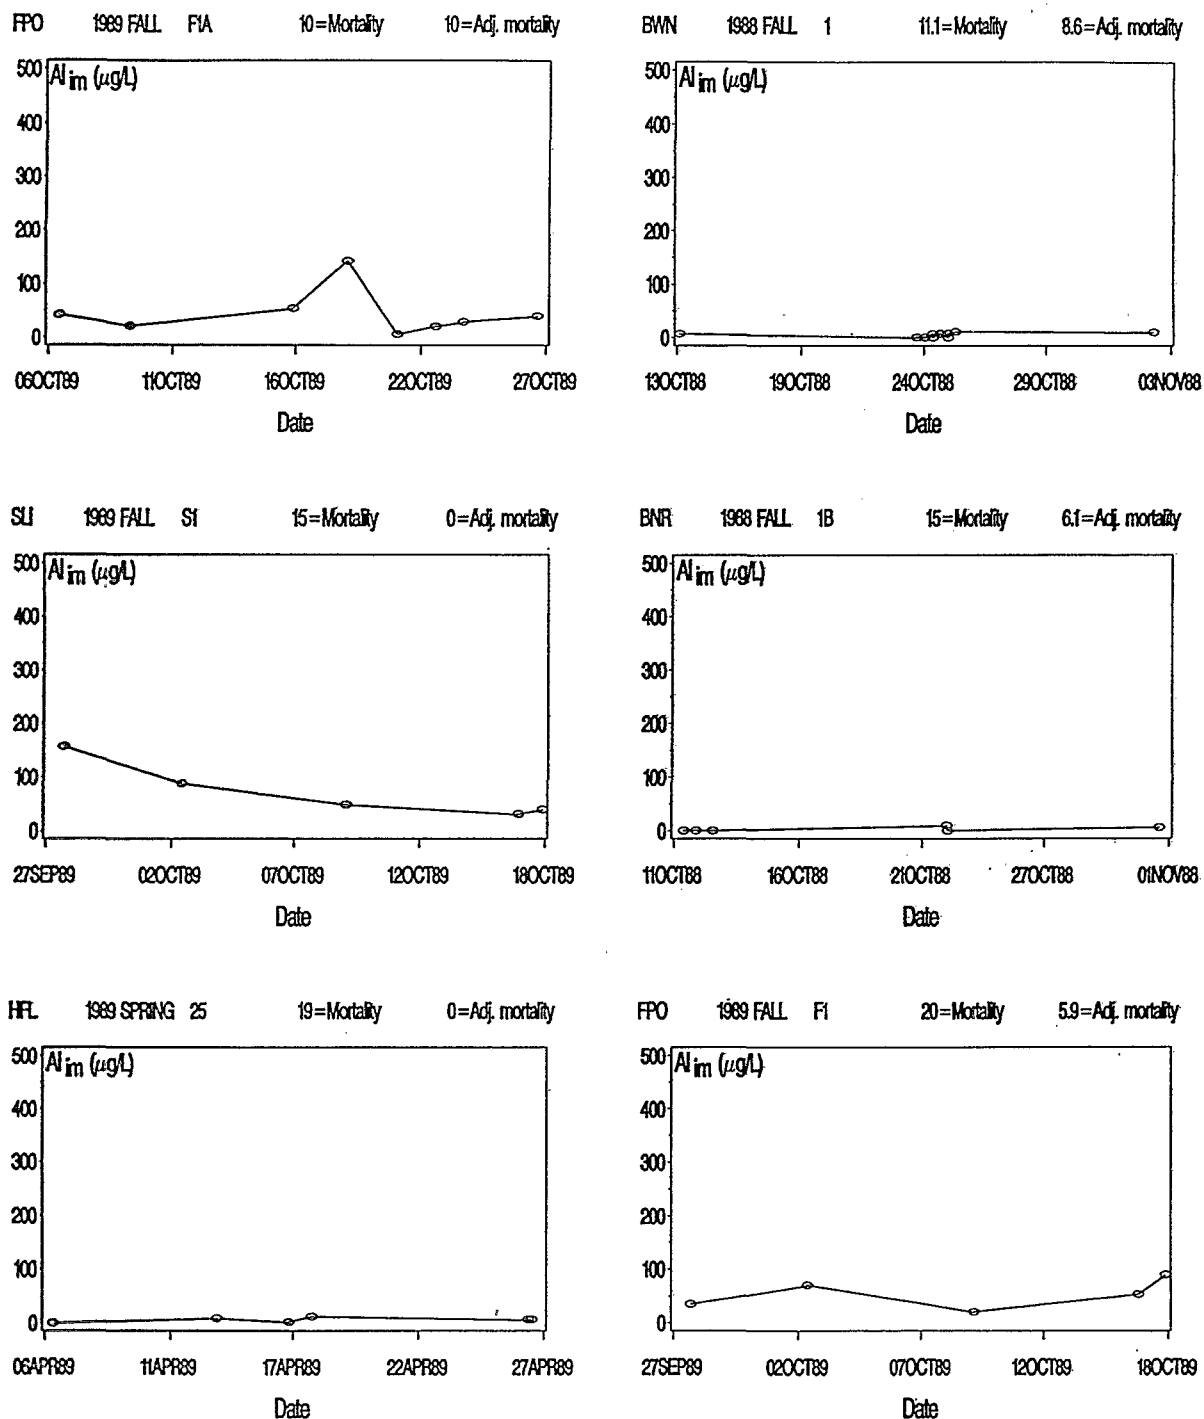 FPO 1989 FALL F1A 10=Mortality 10=Adj. mortality
Al im (µg/L)
500
400
300
200
100
0
06OCT89 11OCT89 16OCT89 22OCT89 27OCT89
Date
BWN 1988 FALL 1 11.1=Mortality 8.6=Adj. mortality
Al im (µg/L)
500
400
300
200
100
0
13OCT88 19OCT88 24OCT88 29OCT88 03NOV88
Date
SLI 1989 FALL S1 15=Mortality 0=Adj. mortality
Al im (µg/L)
500
400
300
200
100
0
27SEP89 02OCT89 07OCT89 12OCT89 18OCT89
Date
BNR 1988 FALL 1B 15=Mortality 6.1=Adj. mortality
Al im (µg/L)
500
400
300
200
100
0
11OCT88 16OCT88 21OCT88 27OCT88 01NOV88
Date
HFL 1989 SPRING 25 19=Mortality 0=Adj. mortality
Al im (µg/L)
500
400
300
200
100
0
06APR89 11APR89 17APR89 22APR89 27APR89
Date
FPO 1989 FALL F1 20=Mortality 5.9=Adj. mortality
Al im (µg/L)
500
400
300
200
100
0
27SEP89 02OCT89 07OCT89 12OCT89 18OCT89
Date